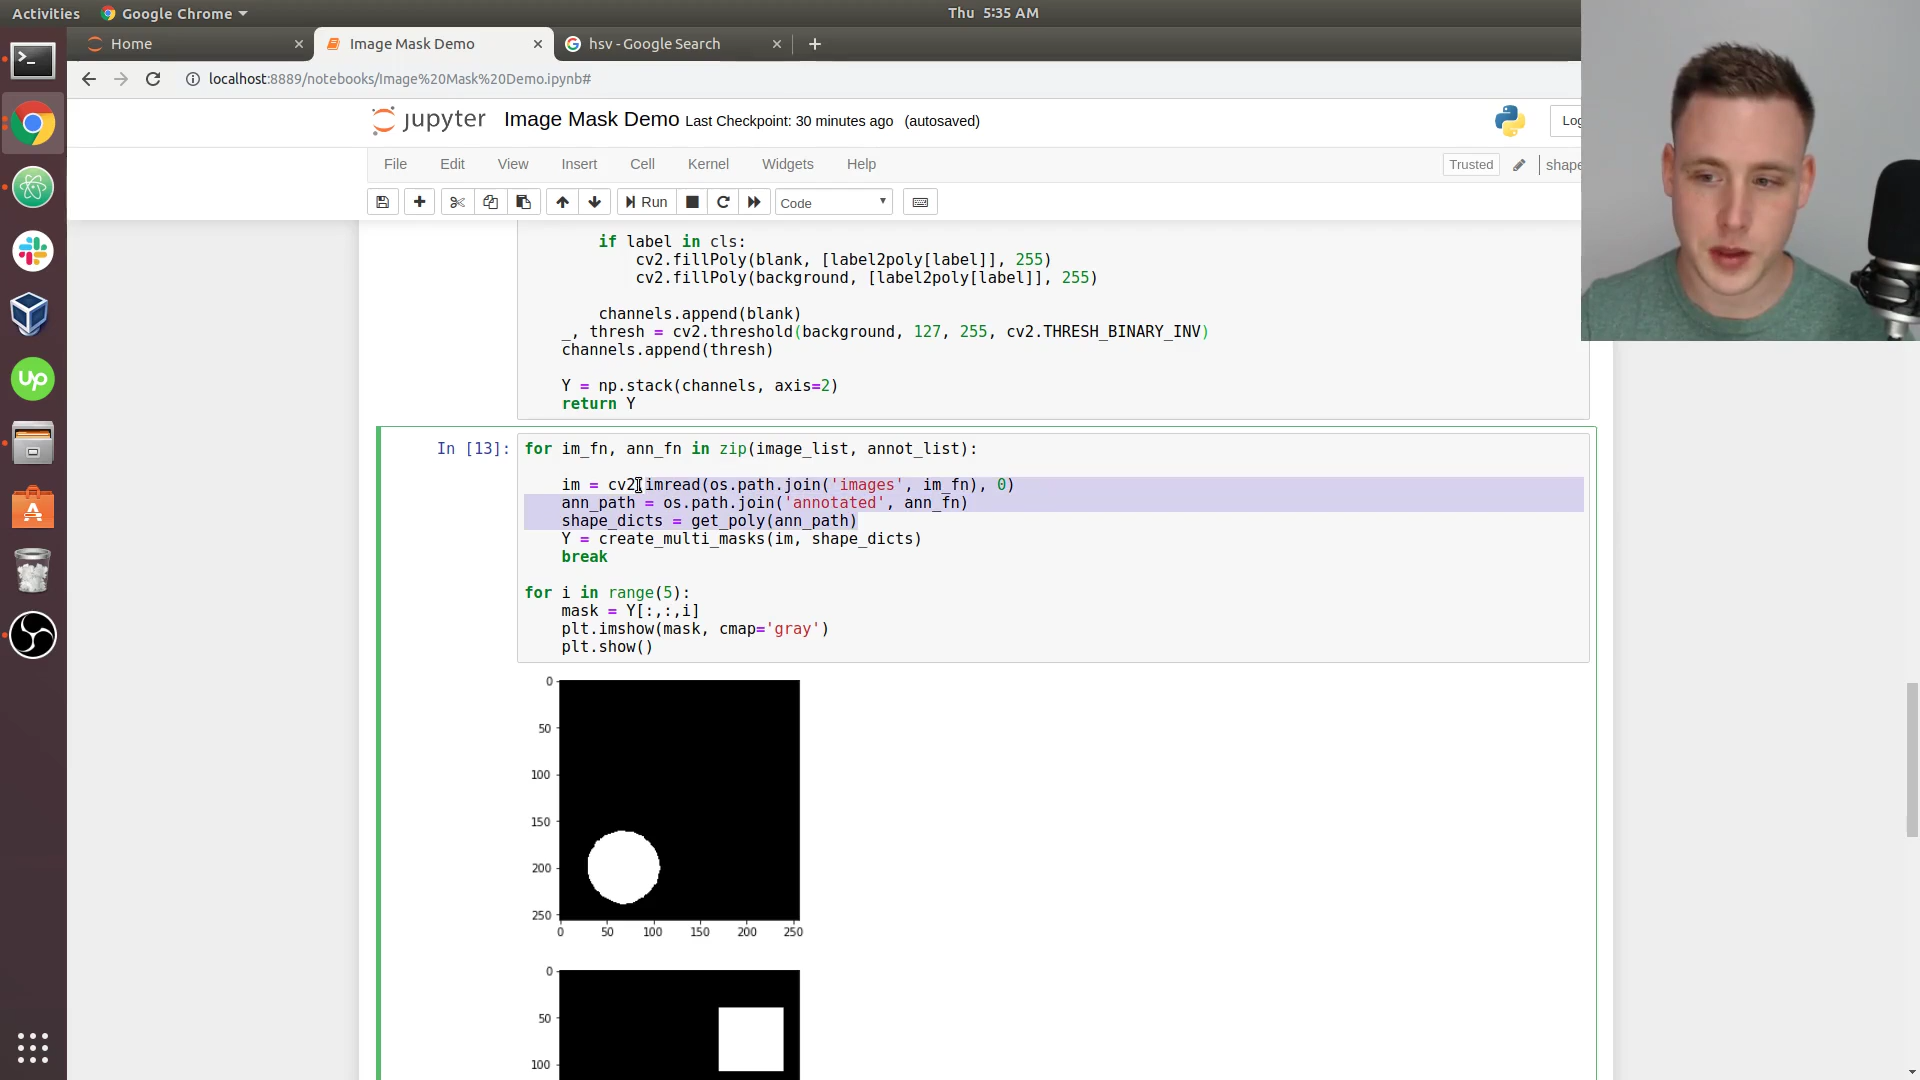 Activities
Google Chrome
Thu 5:35 AM
Home
Image Mask Demo
hsv - Google Search
localhost:8889/notebooks/Image%20Mask%20Demo.ipynb#
jupyter
Image Mask Demo Last Checkpoint: 30 minutes ago (autosaved)
Log
File Edit View Insert Cell Kernel Widgets Help
Trusted
shape
Run
Code
if label in cls:
cv2.fillPoly(blank, [label2poly[label]], 255)
cv2.fillPoly(background, [label2poly[label]], 255)
channels.append(blank)
_, thresh = cv2.threshold(background, 127, 255, cv2.THRESH_BINARY_INV)
channels.append(thresh)
Y = np.stack(channels, axis=2)
return Y
In [13]:
for im_fn, ann_fn in zip(image_list, annot_list):
im = cv2.imread(os.path.join('images', im_fn), 0)
ann_path = os.path.join('annotated', ann_fn)
shape_dicts = get_poly(ann_path)
Y = create_multi_masks(im, shape_dicts)
break
for i in range(5):
mask = Y[:,:,i]
plt.imshow(mask, cmap='gray')
plt.show()
0
50
100
150
200
250
0 50 100 150 200 250
0
50
100
Up